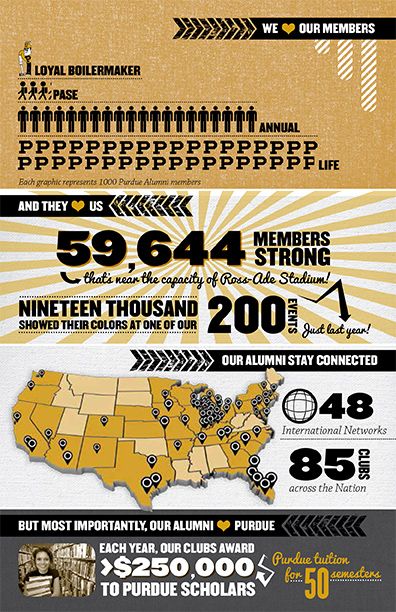 WE OUR MEMBERS
LOYAL BOILERMAKER
PASE
ANNUAL
PPPPPPPPPPPPPPPPPP
PPPPPPPPPPPPPPPPPP LIFE
Each graphic represents 1000 Purdue Alumni members
AND THEY US
59,644 MEMBERS STRONG
that's near the capacity of Ross-Ade Stadium!
NINETEEN THOUSAND
SHOWED THEIR COLORS AT ONE OF OUR
200 EVENTS
Just last year!
OUR ALUMNI STAY CONNECTED
48
International Networks
85 CLUBS
across the Nation
BUT MOST IMPORTANTLY, OUR ALUMNI PURDUE
EACH YEAR, OUR CLUBS AWARD
>$250,000
TO PURDUE SCHOLARS
Purdue tuition
for 50 semesters